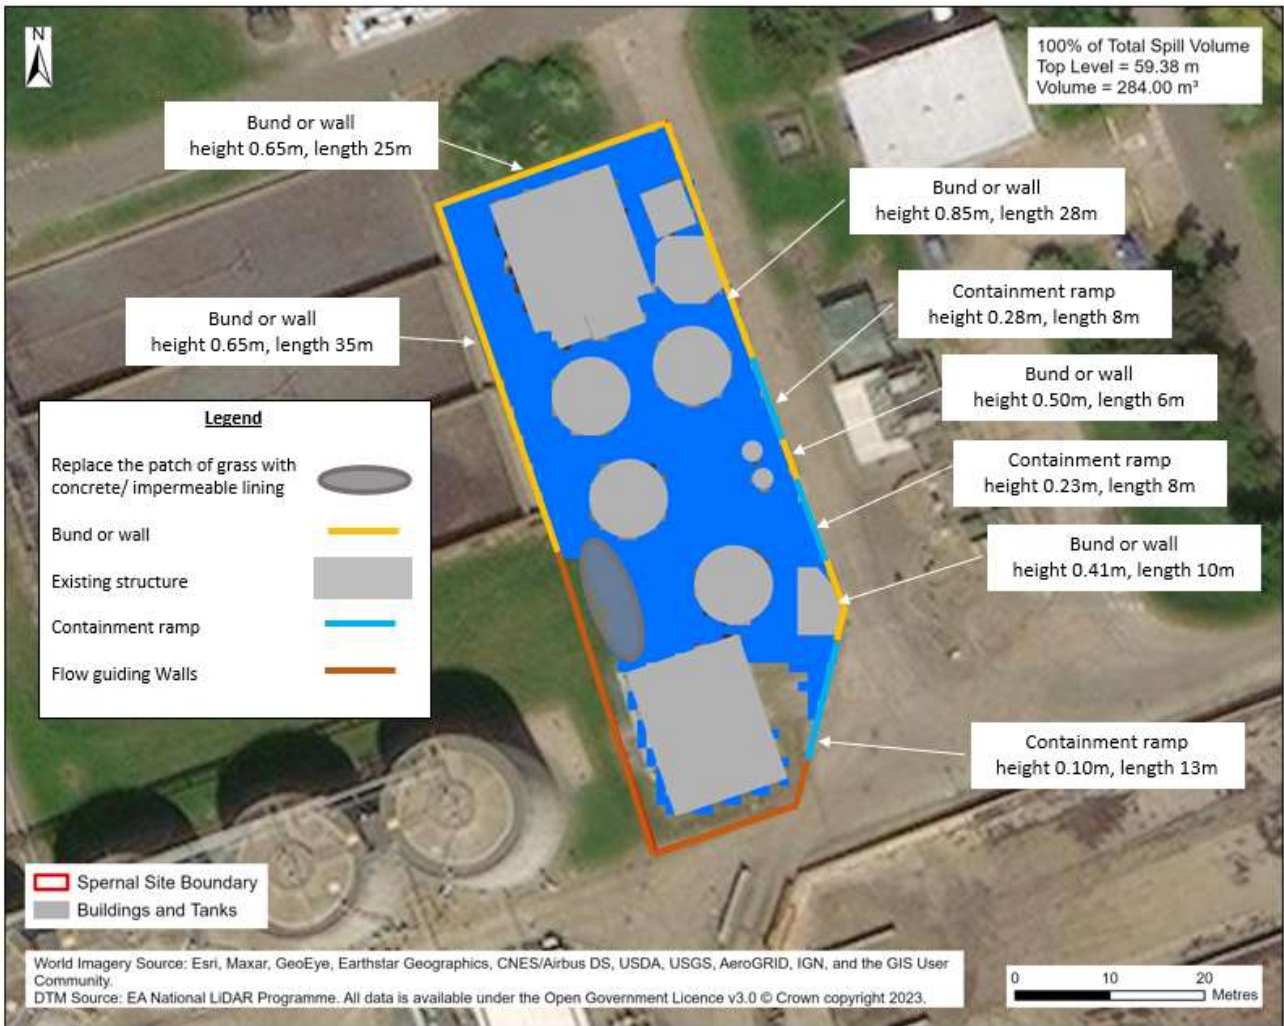 N
100% of Total Spill Volume
Top Level = 59.38 m
Volume = 284.00 m³
Bund or wall
height 0.65m, length 25m
Bund or wall
height 0.85m, length 28m
Containment ramp
height 0.28m, length 8m
Bund or wall
height 0.65m, length 35m
Bund or wall
height 0.50m, length 6m
Containment ramp
height 0.23m, length 8m
Bund or wall
height 0.41m, length 10m
Containment ramp
height 0.10m, length 13m
Legend
Replace the patch of grass with
concrete/ impermeable lining
Bund or wall
Existing structure
Containment ramp
Flow guiding Walls
Spernal Site Boundary
Buildings and Tanks
World Imagery Source: Esri, Maxar, GeoEye, Earthstar Geographics, CNES/Airbus DS, USDA, USGS, AeroGRID, IGN, and the GIS User
Community.
DTM Source: EA National LiDAR Programme. All data is available under the Open Government Licence v3.0 © Crown copyright 2023.
0 10 20
Metres